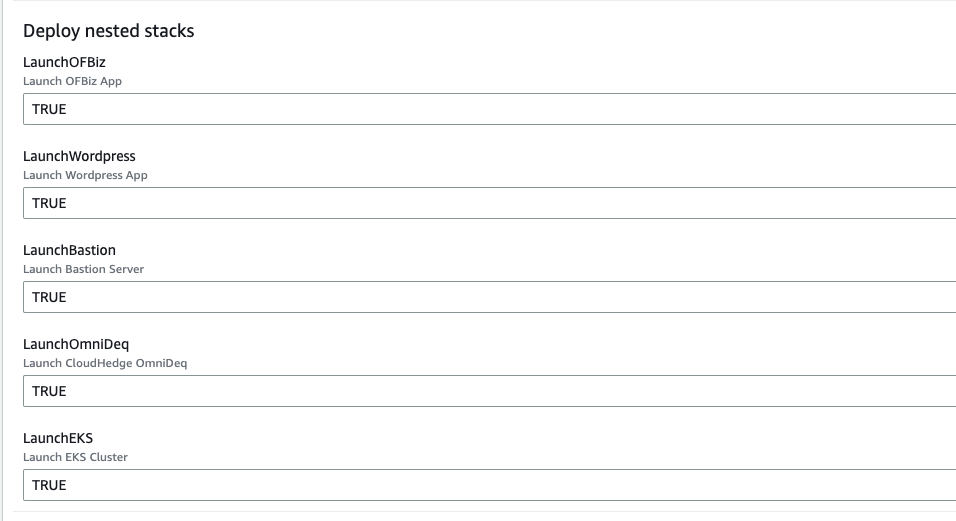 Deploy nested stacks
LaunchOFBiz
Launch OFBiz App
TRUE
LaunchWordpress
Launch Wordpress App
TRUE
LaunchBastion
Launch Bastion Server
TRUE
LaunchOmniDeq
Launch CloudHedge OmniDeq
TRUE
LaunchEKS
Launch EKS Cluster
TRUE